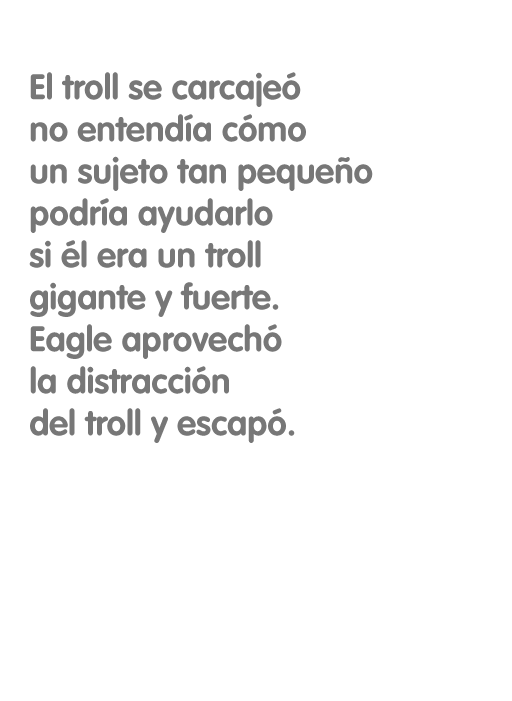 El troll se carcajeó
no entendía cómo
un sujeto tan pequeño
podría ayudarlo
si él era un troll
gigante y fuerte.
Eagle aprovechó
la distracción
del troll y escapó.